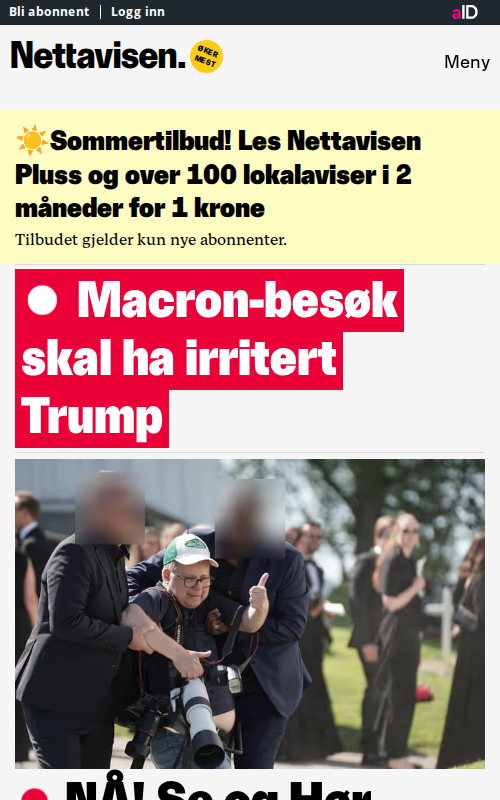 Bli abonnent Logg inn aID
Nettavisen. ØKER MEST
Meny
Sommertilbud! Les Nettavisen
Pluss og over 100 lokalaviser i 2
måneder for 1 krone
Tilbudet gjelder kun nye abonnenter.
Macron-besøk
skal ha irritert
Trump
NÅ! Se og Hør